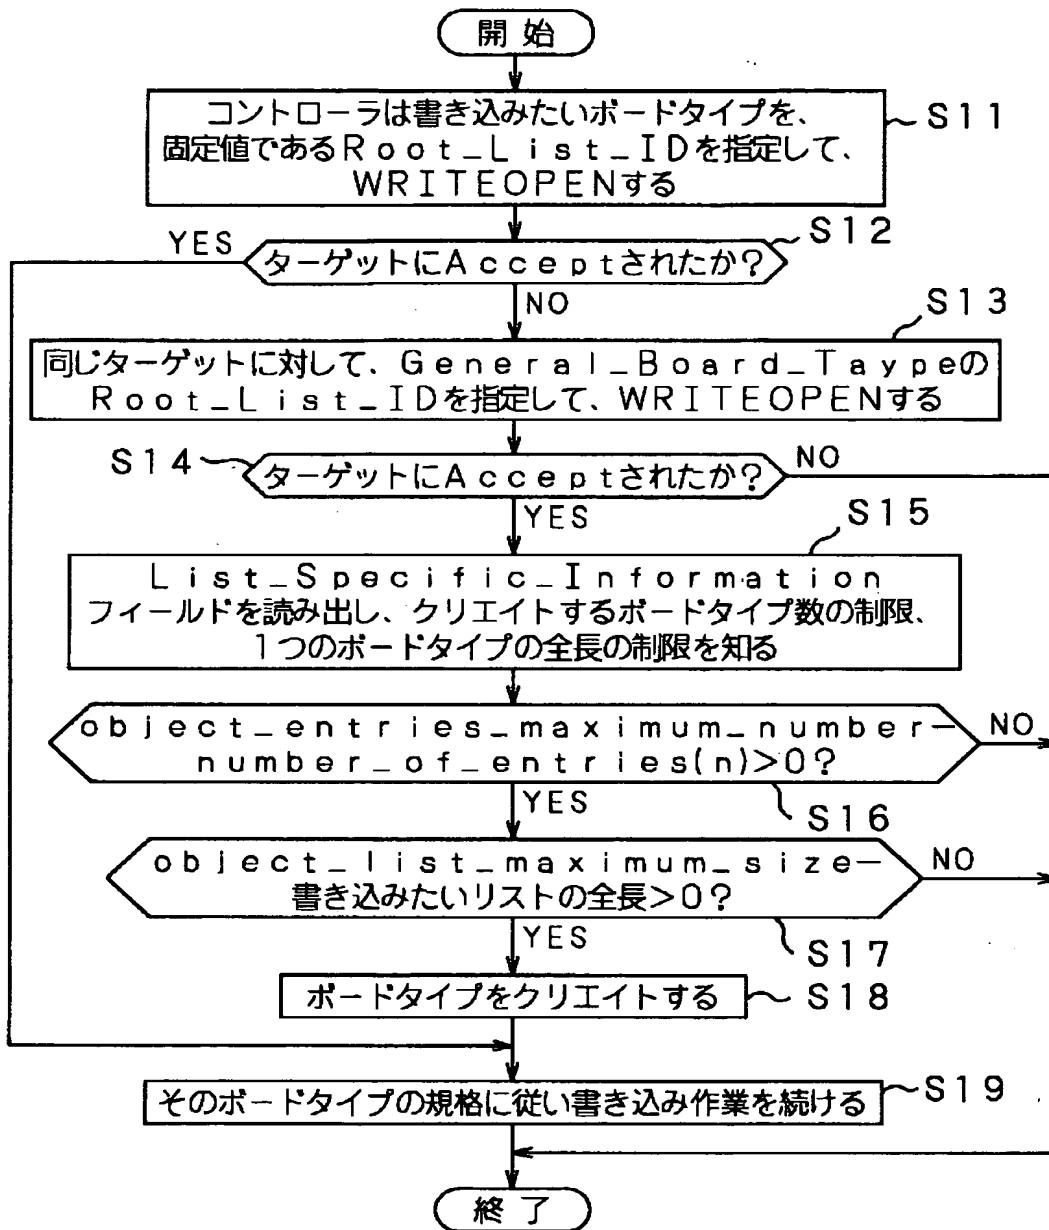 開 始
コントローラは書き込みたいボードタイプを、
固定値であるRoot_List_IDを指定して、
WRITEOPENする
S11
YES
ターゲットにAcceptされたか?
S12
NO
S13
同じターゲットに対して、General_Board_Taypeの
Root_List_IDを指定して、WRITEOPENする
S14
ターゲットにAcceptされたか?
NO
YES
S15
List_Specific_Information
フィールドを読み出し、クリエイトするボードタイプ数の制限、
1つのボードタイプの全長の制限を知る
object_entries_maximum_number−
number_of_entries(n)>0?
NO
YES
S16
object_list_maximum_size−
書き込みたいリストの全長>0?
NO
YES
S17
ボードタイプをクリエイトする
S18
そのボードタイプの規格に従い書き込み作業を続ける
S19
終 了